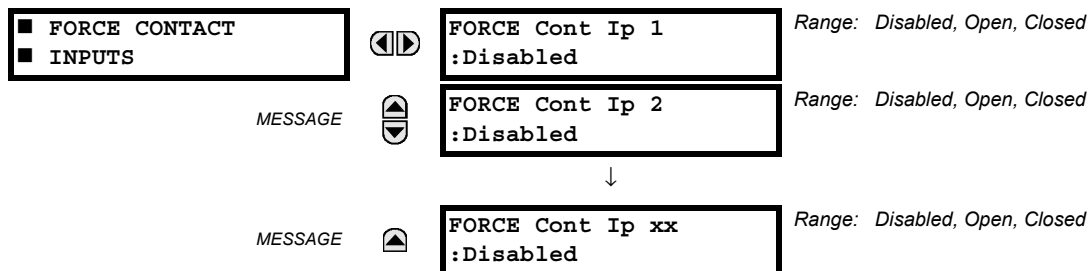 ■ FORCE CONTACT
■ INPUTS
FORCE Cont Ip 1
:Disabled
Range: Disabled, Open, Closed
MESSAGE
FORCE Cont Ip 2
:Disabled
Range: Disabled, Open, Closed
↓
MESSAGE
FORCE Cont Ip xx
:Disabled
Range: Disabled, Open, Closed